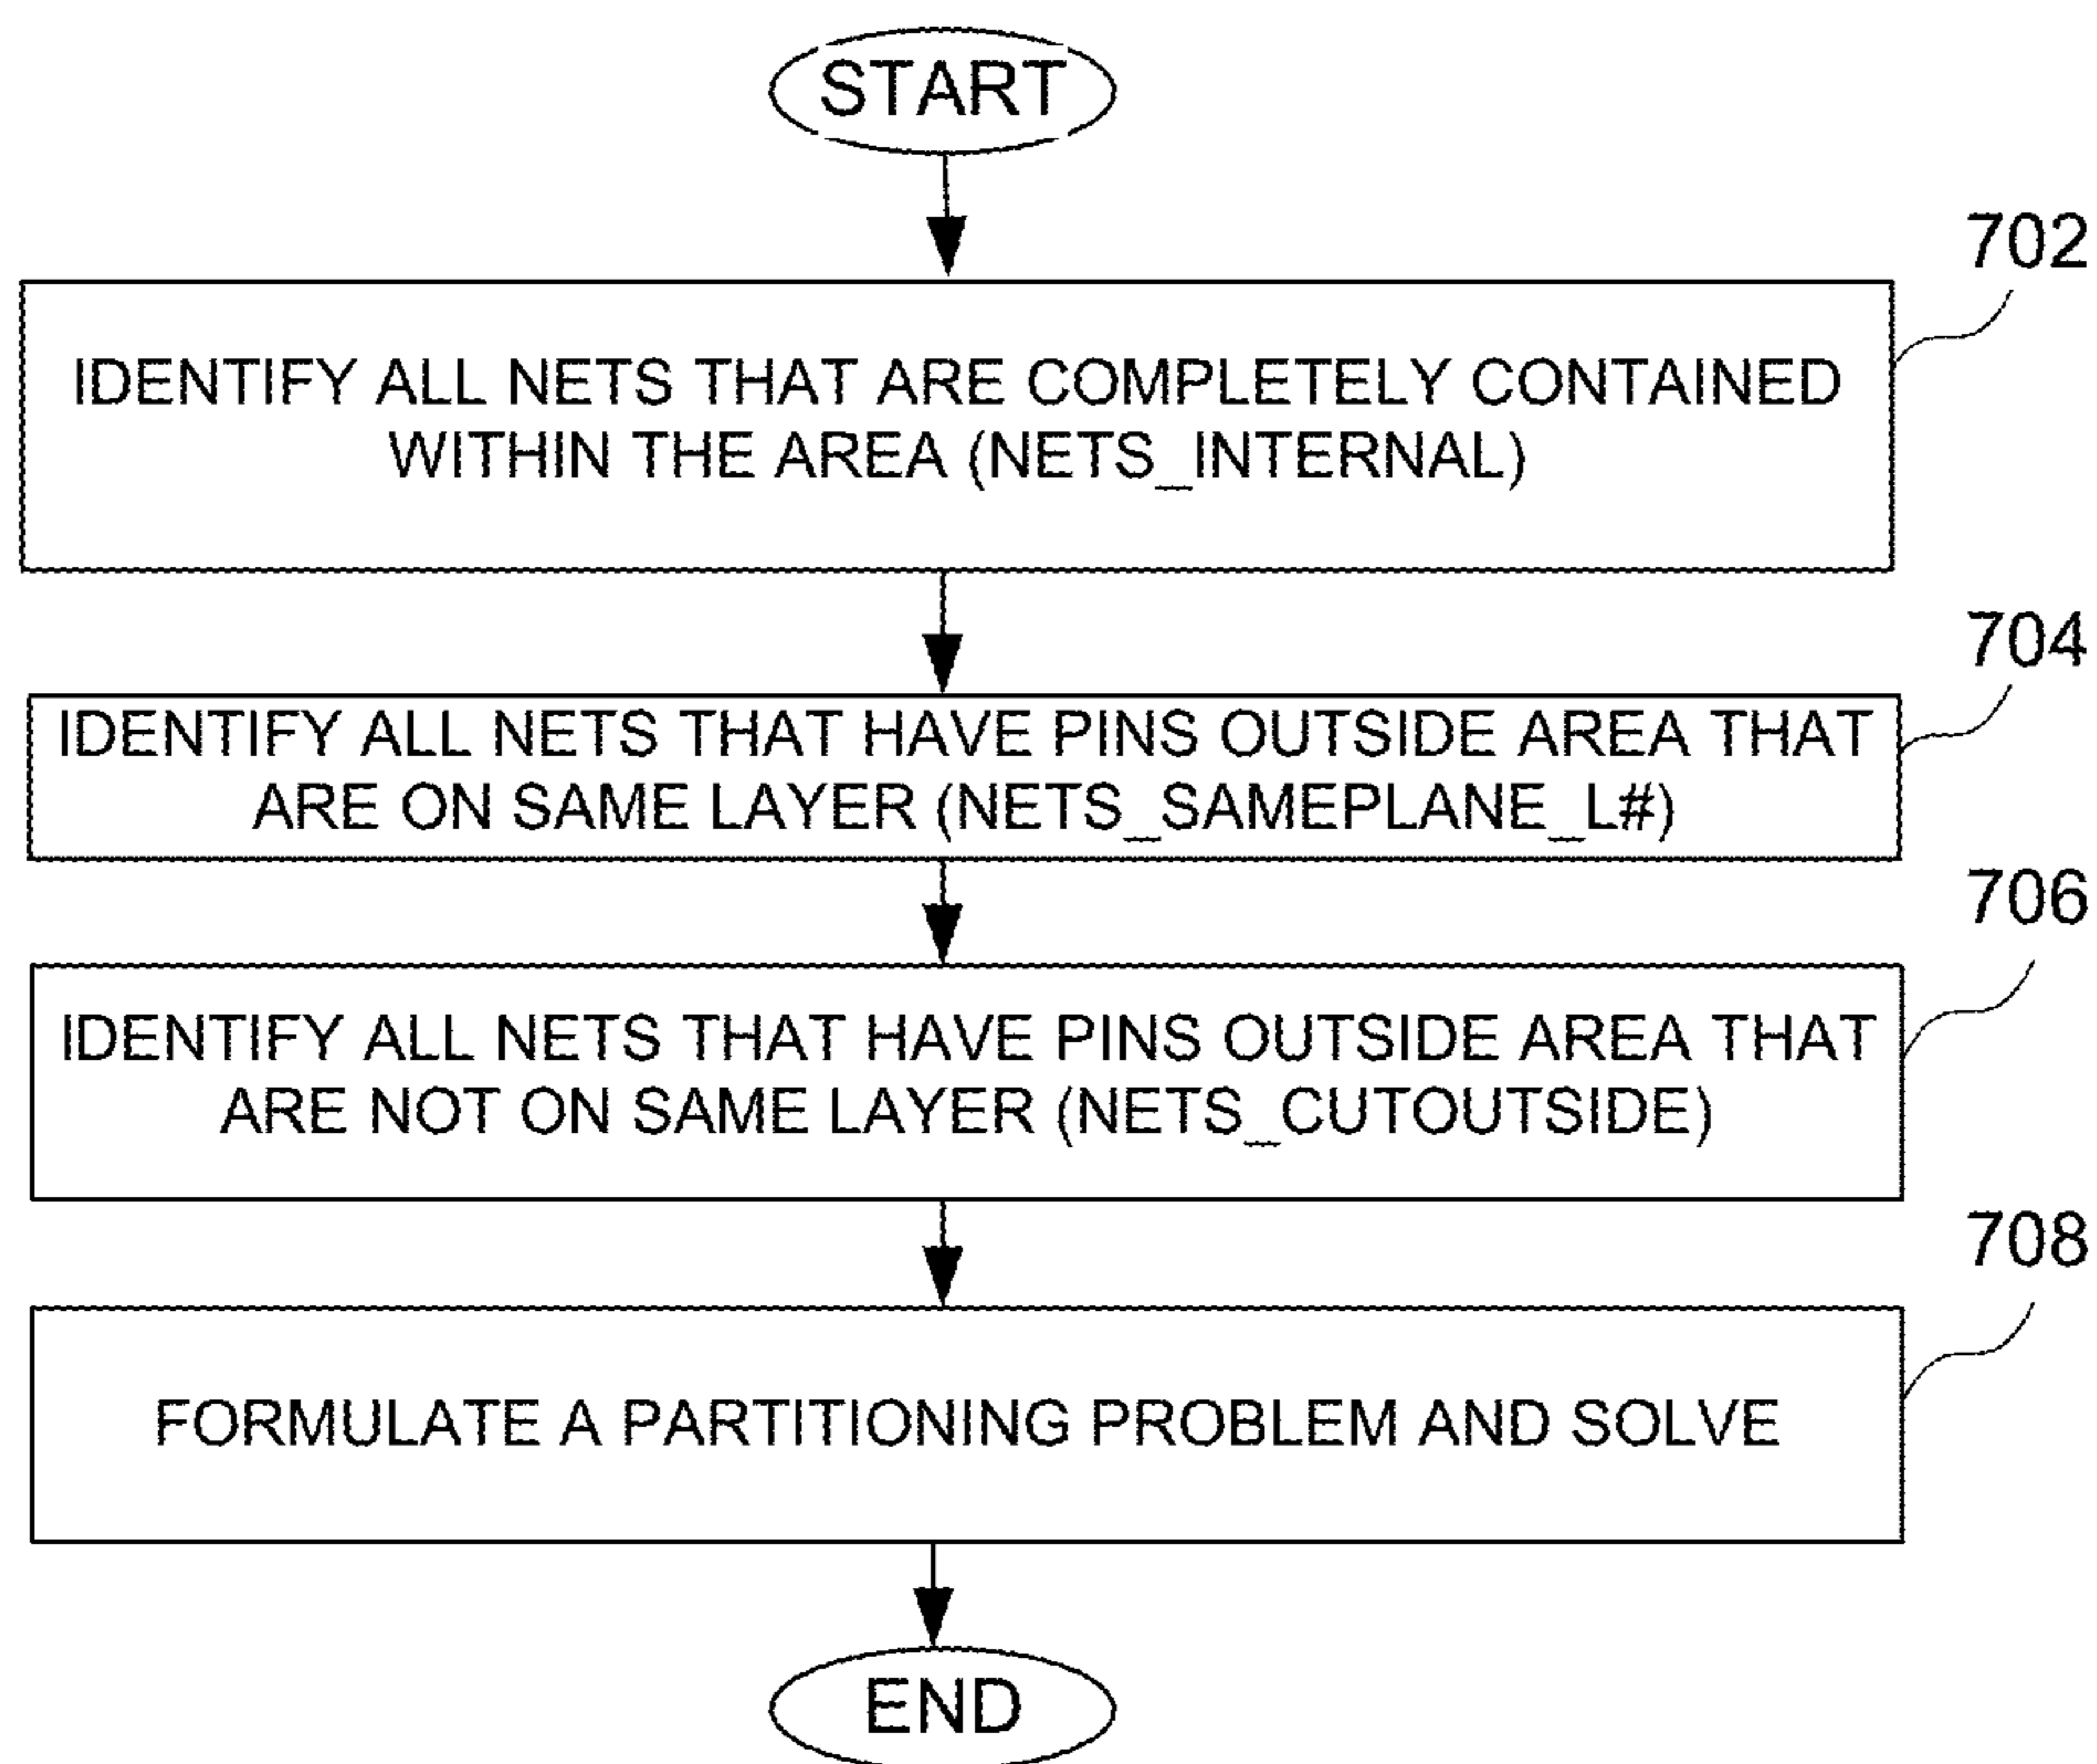 START
702
IDENTIFY ALL NETS THAT ARE COMPLETELY CONTAINED
WITHIN THE AREA (NETS_INTERNAL)
704
IDENTIFY ALL NETS THAT HAVE PINS OUTSIDE AREA THAT
ARE ON SAME LAYER (NETS_SAMEPLANE_L#)
706
IDENTIFY ALL NETS THAT HAVE PINS OUTSIDE AREA THAT
ARE NOT ON SAME LAYER (NETS_CUTOUTSIDE)
708
FORMULATE A PARTITIONING PROBLEM AND SOLVE
END